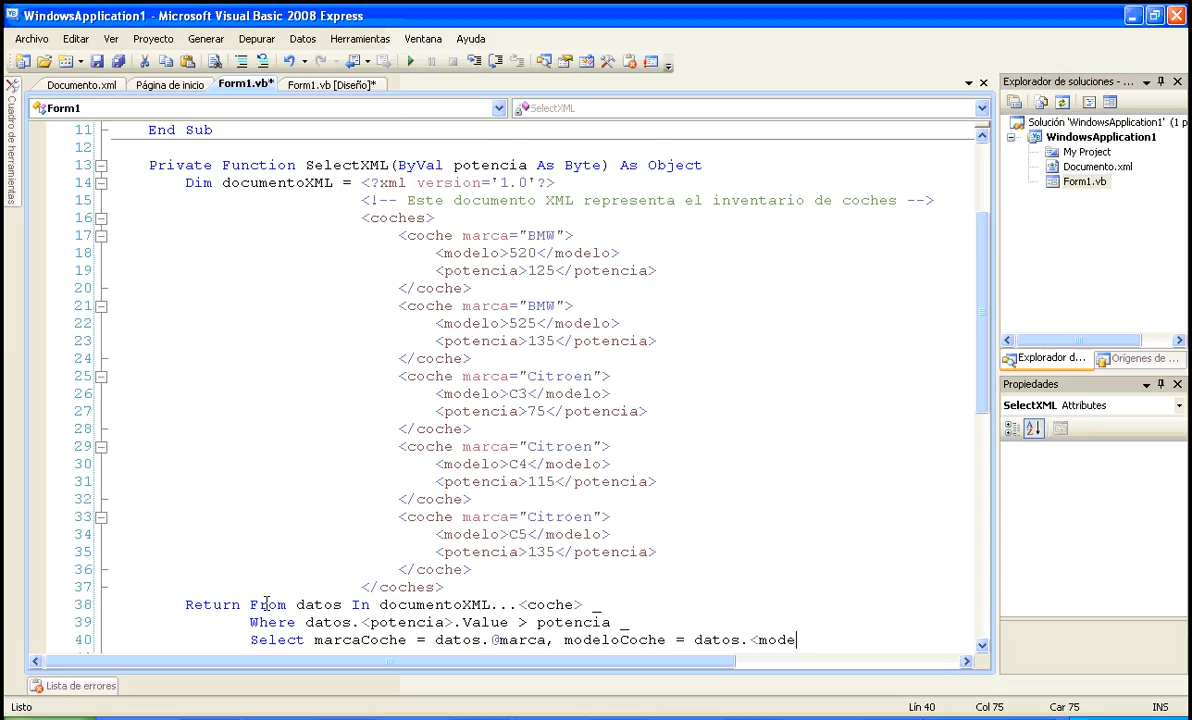 WindowsApplication1 - Microsoft Visual Basic 2008 Express
Archivo Editar Ver Proyecto Generar Depurar Datos Herramientas Ventana Ayuda
Documento.xml Página de inicio Form1.vb* Form1.vb [Diseño]*
Cuadro de herramientas
Form1 SelectXML
11 End Sub
12
13 Private Function SelectXML(ByVal potencia As Byte) As Object
14 Dim documentoXML = <?xml version='1.0'?>
15 <!-- Este documento XML representa el inventario de coches -->
16 <coches>
17 <coche marca="BMW">
18 <modelo>520</modelo>
19 <potencia>125</potencia>
20 </coche>
21 <coche marca="BMW">
22 <modelo>525</modelo>
23 <potencia>135</potencia>
24 </coche>
25 <coche marca="Citroen">
26 <modelo>C3</modelo>
27 <potencia>75</potencia>
28 </coche>
29 <coche marca="Citroen">
30 <modelo>C4</modelo>
31 <potencia>115</potencia>
32 </coche>
33 <coche marca="Citroen">
34 <modelo>C5</modelo>
35 <potencia>135</potencia>
36 </coche>
37 </coches>
38 Return From datos In documentoXML...<coche> _
39 Where datos.<potencia>.Value > potencia _
40 Select marcaCoche = datos.@marca, modeloCoche = datos.<mode
Explorador de soluciones - ...
Solución 'WindowsApplication1' (1 p
WindowsApplication1
My Project
Documento.xml
Form1.vb
Explorador d... Orígenes de ...
Propiedades
SelectXML Attributes
Lista de errores
Listo Lín 40 Col 75 Car 75 INS